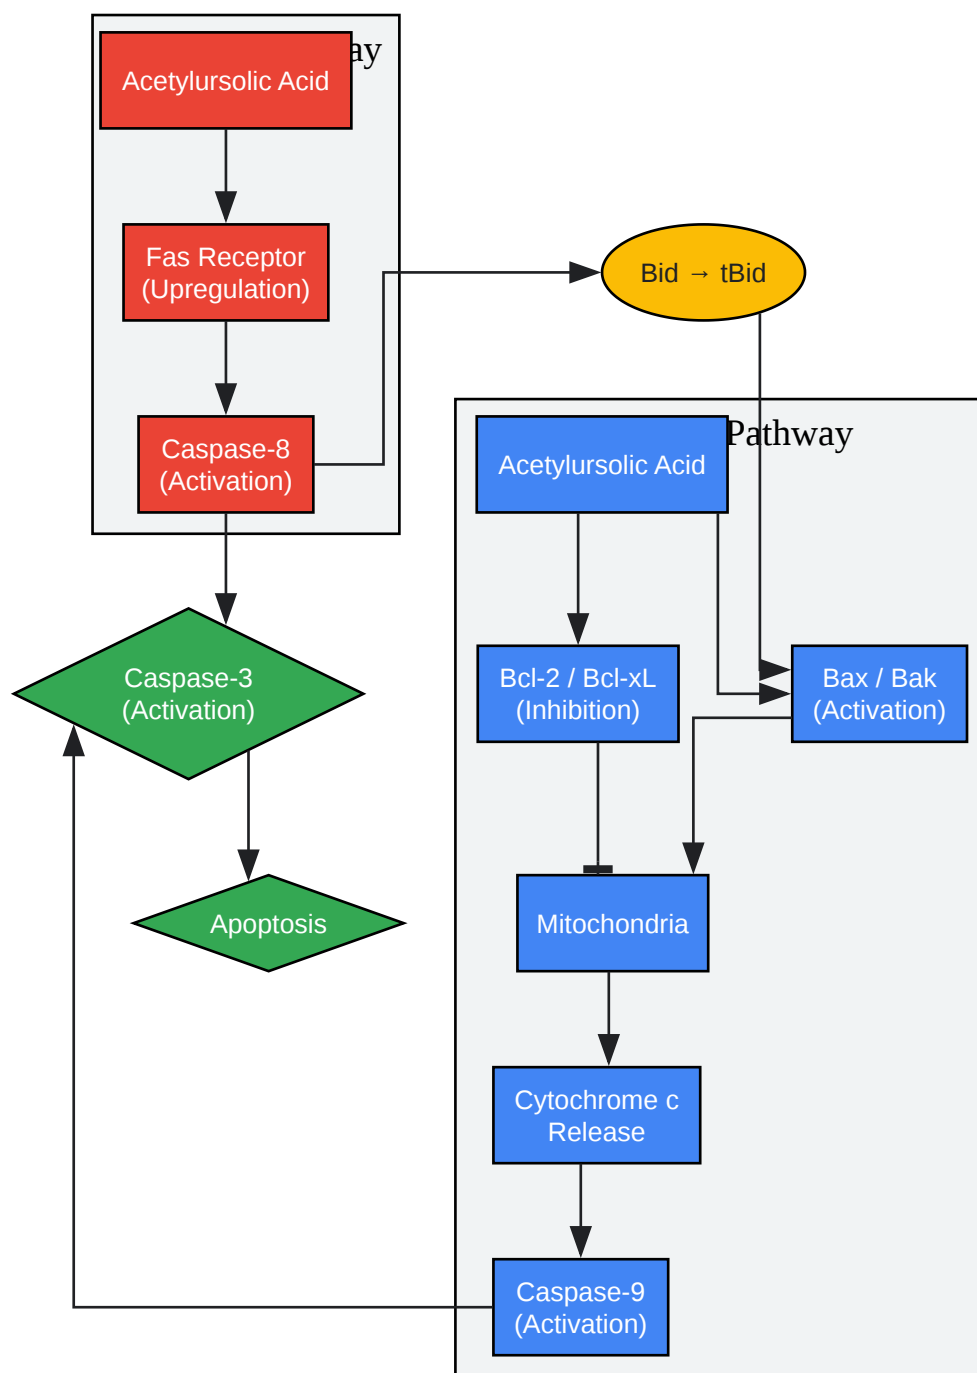 Acetylursolic Acid
Fas Receptor
(Upregulation)
Bid → tBid
Caspase-8
(Activation)
Pathway
Acetylursolic Acid
Caspase-3
(Activation)
Bcl-2 / Bcl-xL
(Inhibition)
Bax / Bak
(Activation)
Mitochondria
Apoptosis
Cytochrome c
Release
Caspase-9
(Activation)